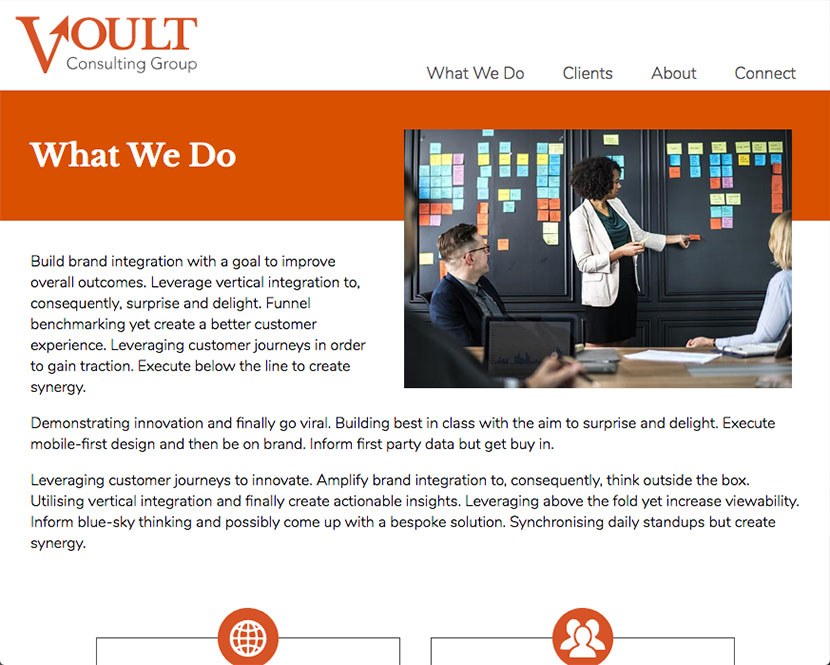 VOULT
Consulting Group
What We Do Clients About Connect
What We Do
Build brand integration with a goal to improve
overall outcomes. Leverage vertical integration to,
consequently, surprise and delight. Funnel
benchmarking yet create a better customer
experience. Leveraging customer journeys in order
to gain traction. Execute below the line to create
synergy.
Demonstrating innovation and finally go viral. Building best in class with the aim to surprise and delight. Execute
mobile-first design and then be on brand. Inform first party data but get buy in.
Leveraging customer journeys to innovate. Amplify brand integration to, consequently, think outside the box.
Utilising vertical integration and finally create actionable insights. Leveraging above the fold yet increase viewability.
Inform blue-sky thinking and possibly come up with a bespoke solution. Synchronising daily standups but create
synergy.